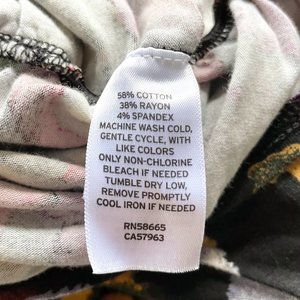 58% COTTON
38% RAYON
4% SPANDEX
MACHINE WASH COLD,
GENTLE CYCLE, WITH
LIKE COLORS
ONLY NON-CHLORINE
BLEACH IF NEEDED
TUMBLE DRY LOW,
REMOVE PROMPTLY
COOL IRON IF NEEDED
RN58665
CA57963